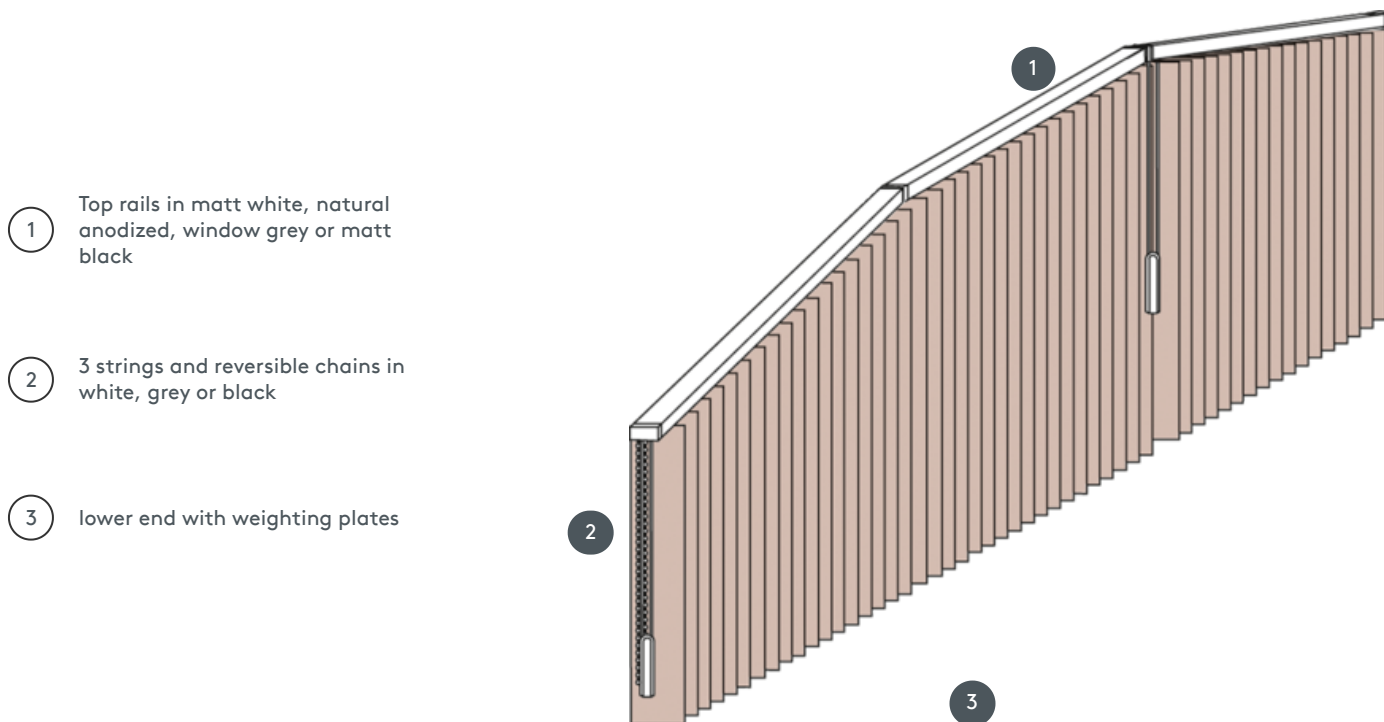 1
Top rails in matt white, natural
anodized, window grey or matt
black
2
3 strings and reversible chains in
white, grey or black
3
lower end with weighting plates
1
2
3